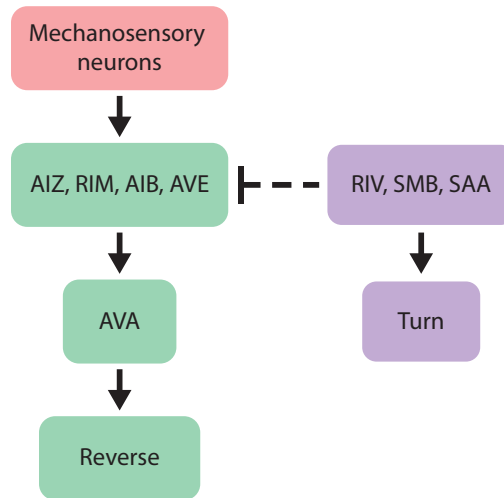 Mechanosensory
neurons
AIZ, RIM, AIB, AVE
RIV, SMB, SAA
AVA
Turn
Reverse